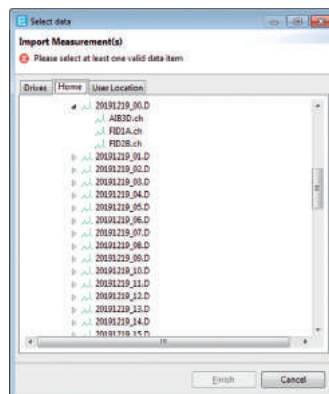 Select data
Import Measurement(s)
Please select at least one valid data item
Drives Home User Location
20191219_00.D
AIB3D.ch
FID1A.ch
FID2B.ch
20191219_01.D
20191219_02.D
20191219_03.D
20191219_04.D
20191219_05.D
20191219_06.D
20191219_07.D
20191219_08.D
20191219_09.D
20191219_10.D
20191219_11.D
20191219_12.D
20191219_13.D
20191219_14.D
20191219_15.D
Finish Cancel